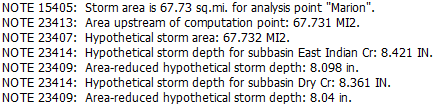 NOTE 15405:  Storm area is 67.73 sq.mi. for analysis point "Marion".
NOTE 23413:  Area upstream of computation point: 67.731 MI2.
NOTE 23407:  Hypothetical storm area: 67.732 MI2.
NOTE 23414:  Hypothetical storm depth for subbasin East Indian Cr: 8.421 IN.
NOTE 23409:  Area-reduced hypothetical storm depth: 8.098 in.
NOTE 23414:  Hypothetical storm depth for subbasin Dry Cr: 8.361 IN.
NOTE 23409:  Area-reduced hypothetical storm depth: 8.04 in.